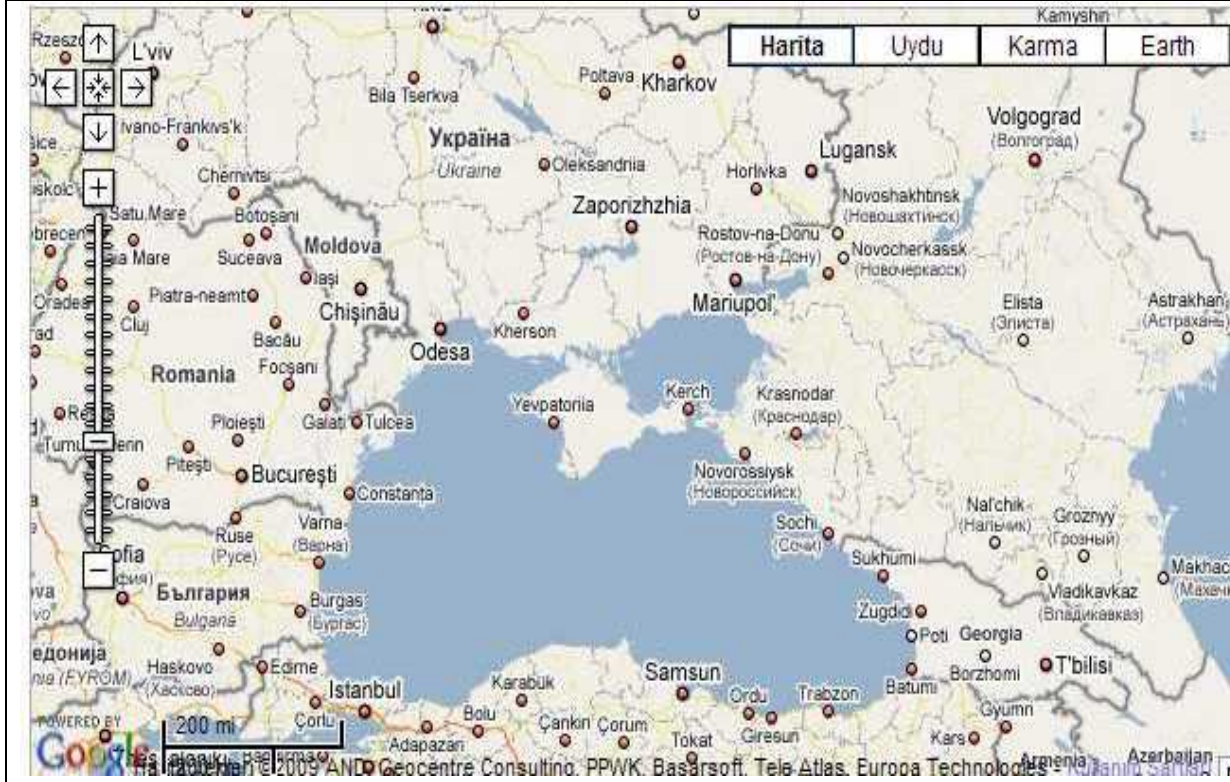 Kamyshin
Harita Uydu Karma Earth
L'viv
Poltava
Kharkov
Bila Tserkva
Volgograd
(Волгоград)
Ivano-Frankivs'k
Україна
Ukraine
Oleksandriia
Lugansk
Horlivka
Chernivtsi
Novoshakhtinsk
(Новошахтинск)
Satu Mare
Botoşani
Zaporizhzhia
Rostov-na-Donu
(Ростов-на-Дону)
Novocherkassk
(Новочеркасск)
Moldova
Suceava
Mare
Iaşi
Oradea
Piatra-neamt
Chişinău
Mariupol'
Cluj
Kherson
Elista
(Элиста)
Astrakhan
(Астрахань)
Bacău
Odesa
Focşani
Romania
Yevpatoriia
Kerch
Krasnodar
(Краснодар)
Galati
Tulcea
Ploieşti
Piteşti
Bucureşti
Novorossiysk
(Новороссийск)
Craiova
Constanţa
Nal'chik
(Нальчик)
Groznyy
(Грозный)
Ruse
(Русе)
Varna
(Варна)
Sochi
(Сочи)
Sukhumi
Vladikavkaz
(Владикавказ)
България
Bulgaria
Burgas
(Бургас)
Zugdidi
Poti
Georgia
Haskovo
(Хасково)
Edirne
Borzhomi
T'bilisi
Samsun
Batumi
Istanbul
Karabük
Ordu
Trabzon
Çorlu
Bolu
Çankırı
Çorum
Giresun
Gyumri
POWERED BY
Google
200 mi
Adapazarı
Tokat
Kars
Armenia
Azerbaijan
©2009 AND, Geocentre Consulting, PPWK, Basarsoft, Tele Atlas, Europa Technologies -